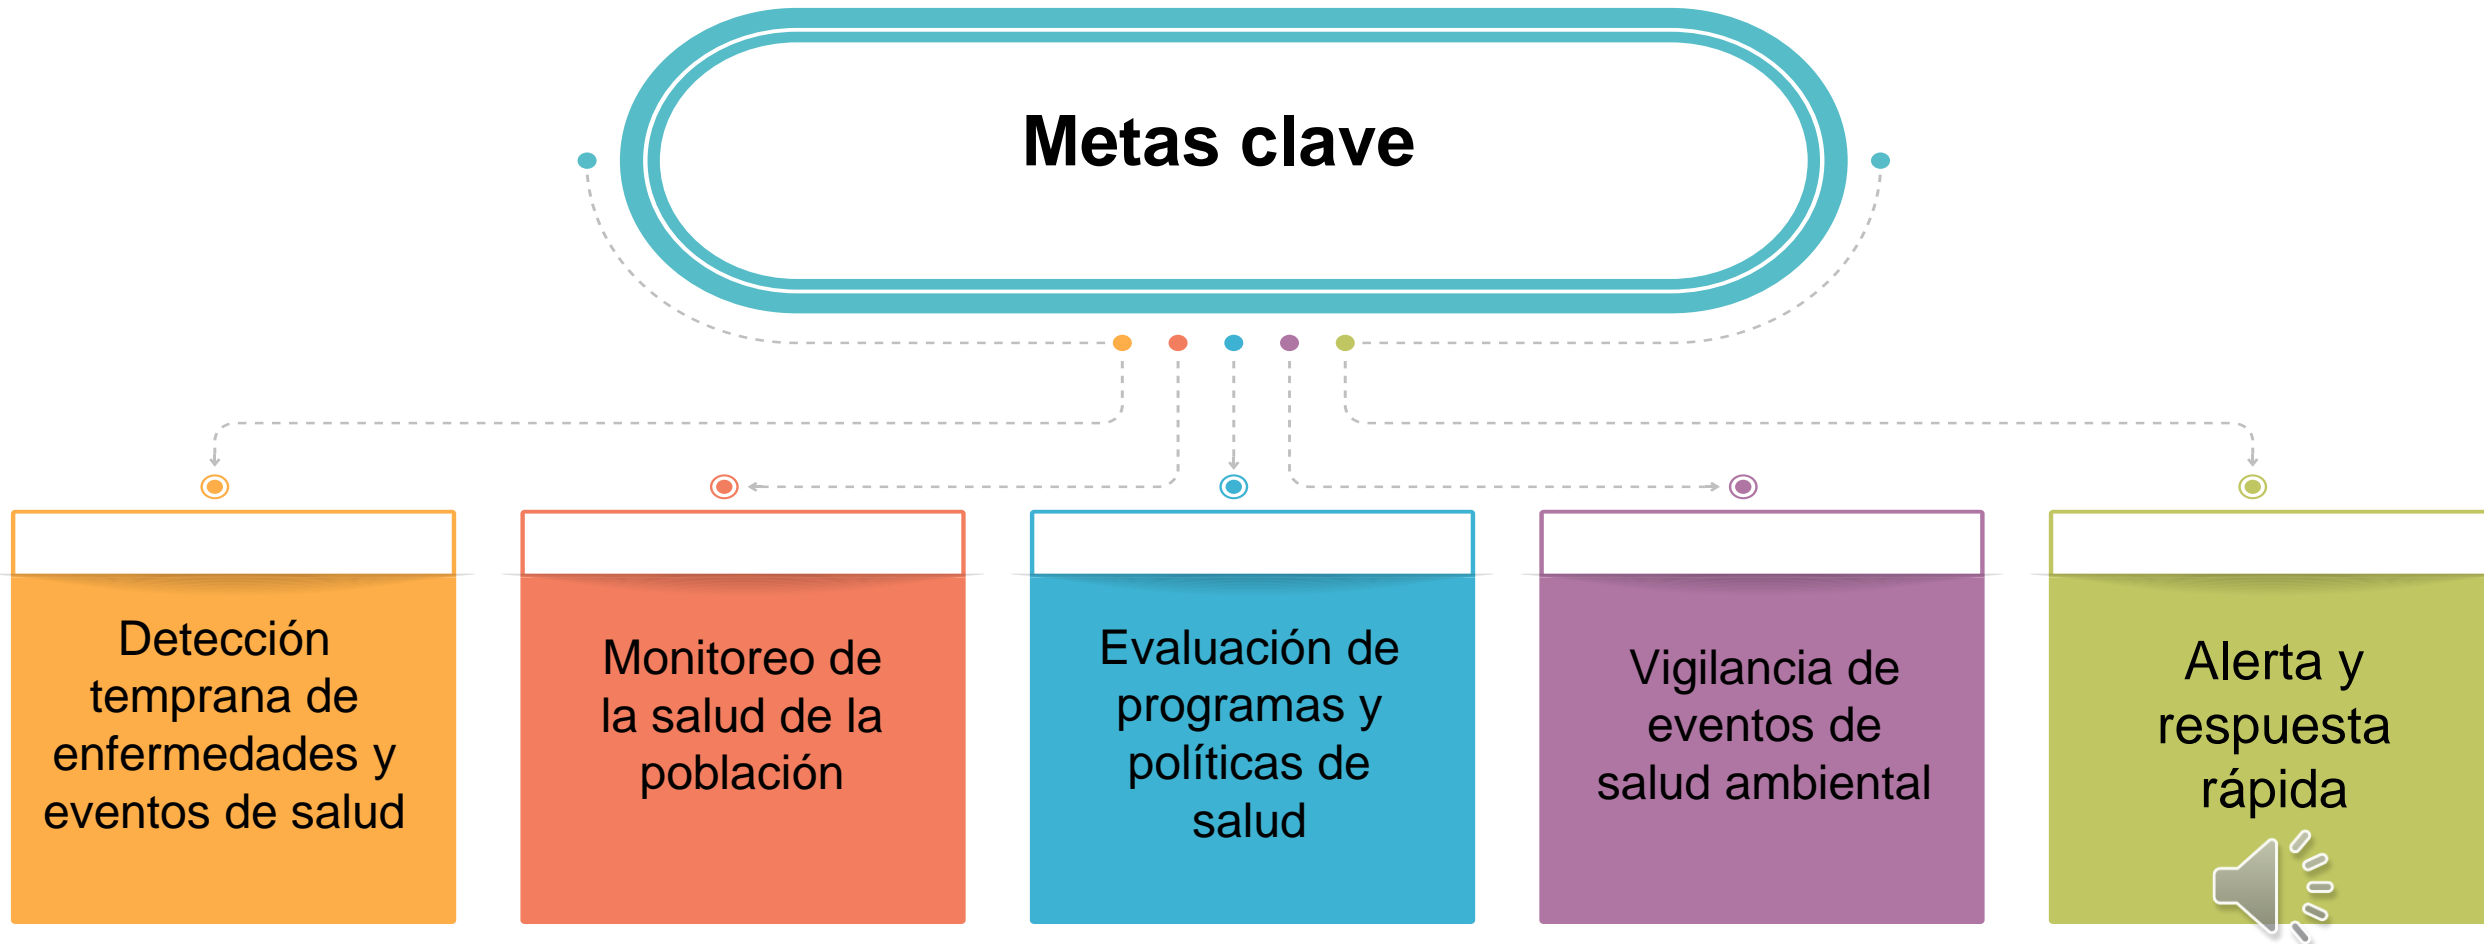 Metas clave
Detección
temprana de
enfermedades y
eventos de salud
Monitoreo de
la salud de la
población
Evaluación de
programas y
políticas de
salud
Vigilancia de
eventos de
salud ambiental
Alerta y
respuesta
rápida